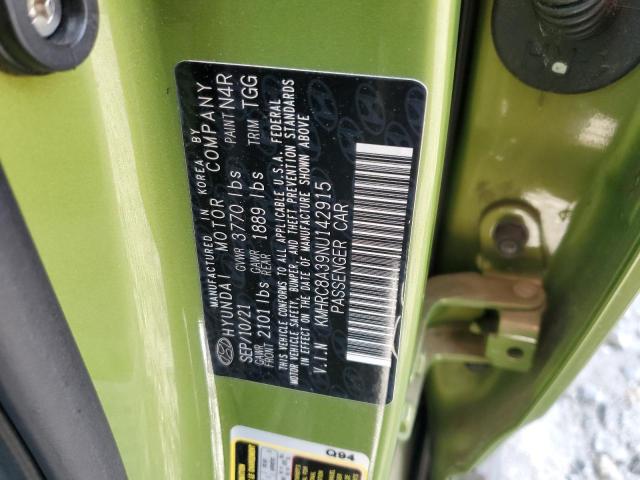 MANUFACTURED IN KOREA BY
HYUNDAI MOTOR COMPANY
SEP/10/21 GVWR 3770 lbs PAINT N4R
GAWR FRONT 2101lbs GAWR REAR 1889 lbs TRIM TGG
THIS VEHICLE CONFORMS TO ALL APPLICABLE U.S.A. FEDERAL
MOTOR VEHICLE SAFETY, BUMPER, AND THEFT PREVENTION STANDARDS
IN EFFECT ON THE DATE OF MANUFACTURE SHOWN ABOVE
V.I.N KMHRC8A39NU142915
PASSENGER CAR
Q94